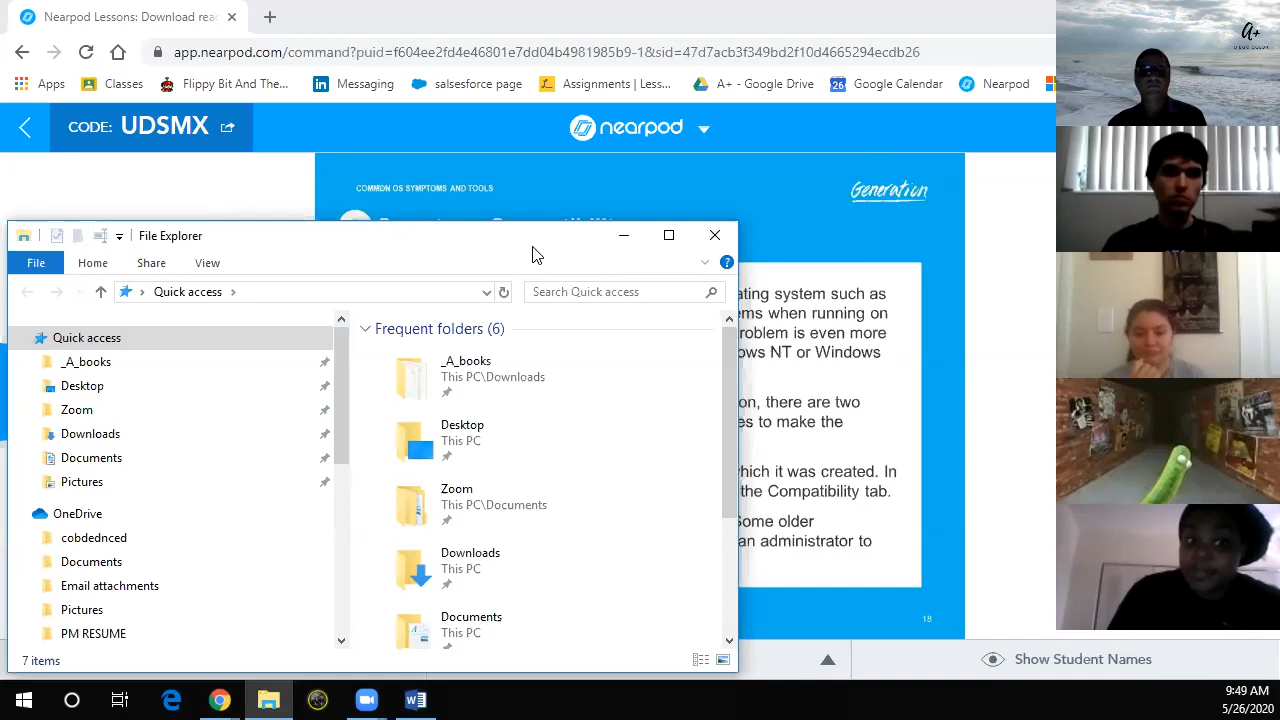 Nearpod Lessons: Download rea
app.nearpod.com/command?puid=f604ee2fd4e46801e7dd04b4981985b9-1&sid=47d7acb3f349bd2f10d4665294ecdb26
Apps Classes Flippy Bit And The... Messaging salesforce page Assignments | Less... A+ - Google Drive 26 Google Calendar Nearpod
CODE: UDSMX nearpod
COMMON OS SYMPTOMS AND TOOLS Generation
File Explorer
File Home Share View
Quick access Search Quick access
Quick access
_A_books
Desktop
Zoom
Downloads
Documents
Pictures
OneDrive
cobdednced
Documents
Email attachments
Pictures
PM RESUME
Frequent folders (6)
_A_books
This PC\Downloads
Desktop
This PC
Zoom
This PC\Documents
Downloads
This PC
Documents
This PC
7 items
ating system such as
ems when running on
roblem is even more
ows NT or Windows
on, there are two
es to make the
which it was created. In
the Compatibility tab.
Some older
an administrator to
18
Show Student Names
A+
9:49 AM
5/26/2020